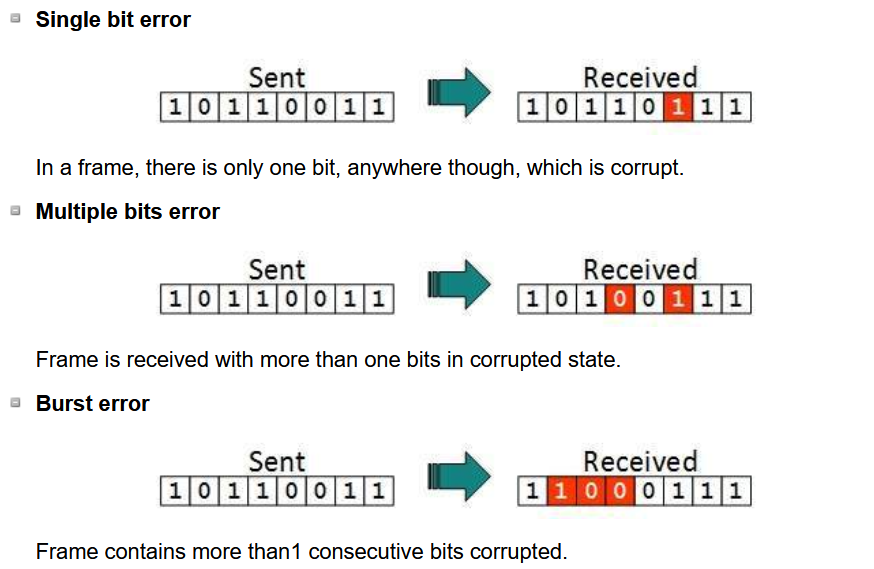 Single bit error
Sent Received
1 0 1 1 0 0 1 1 1 0 1 1 0 1 1 1
In a frame, there is only one bit, anywhere though, which is corrupt.
Multiple bits error
Sent Received
1 0 1 1 0 0 1 1 1 0 1 0 0 1 1 1
Frame is received with more than one bits in corrupted state.
Burst error
Sent Received
1 0 1 1 0 0 1 1 1 1 0 0 0 1 1 1
Frame contains more than1 consecutive bits corrupted.